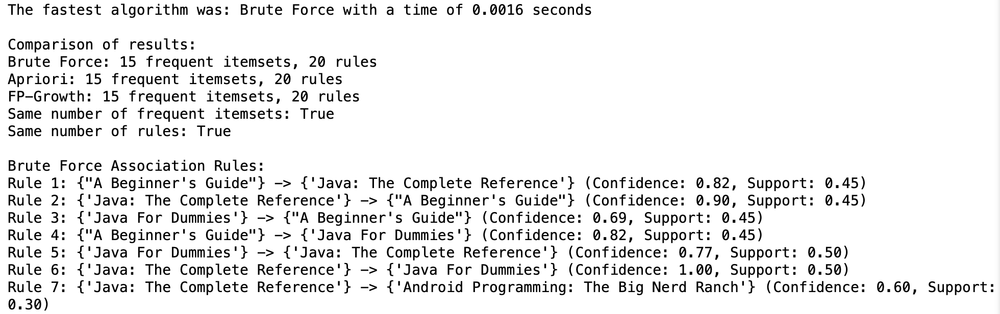 The fastest algorithm was: Brute Force with a time of 0.0016 seconds
Comparison of results:
Brute Force: 15 frequent itemsets, 20 rules
Apriori: 15 frequent itemsets, 20 rules
FP-Growth: 15 frequent itemsets, 20 rules
Same number of frequent itemsets: True
Same number of rules: True
Brute Force Association Rules:
Rule 1: {"A Beginner's Guide"} -> {'Java: The Complete Reference'} (Confidence: 0.82, Support: 0.45)
Rule 2: {'Java: The Complete Reference'} -> {"A Beginner's Guide"} (Confidence: 0.90, Support: 0.45)
Rule 3: {'Java For Dummies'} -> {"A Beginner's Guide"} (Confidence: 0.69, Support: 0.45)
Rule 4: {"A Beginner's Guide"} -> {'Java For Dummies'} (Confidence: 0.82, Support: 0.45)
Rule 5: {'Java For Dummies'} -> {'Java: The Complete Reference'} (Confidence: 0.77, Support: 0.50)
Rule 6: {'Java: The Complete Reference'} -> {'Java For Dummies'} (Confidence: 1.00, Support: 0.50)
Rule 7: {'Java: The Complete Reference'} -> {'Android Programming: The Big Nerd Ranch'} (Confidence: 0.60, Support:
0.30)